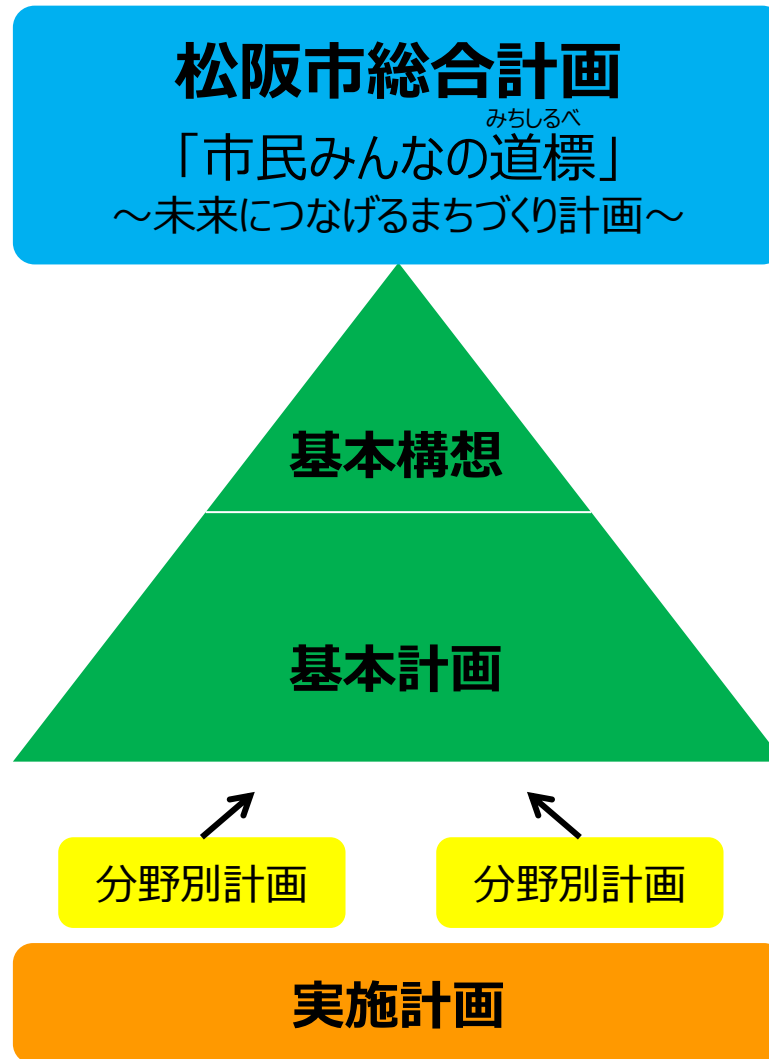 松阪市総合計画
みちしるべ
「市民みんなの道標」
～未来につなげるまちづくり計画～
基本構想
基本計画
分野別計画
分野別計画
実施計画